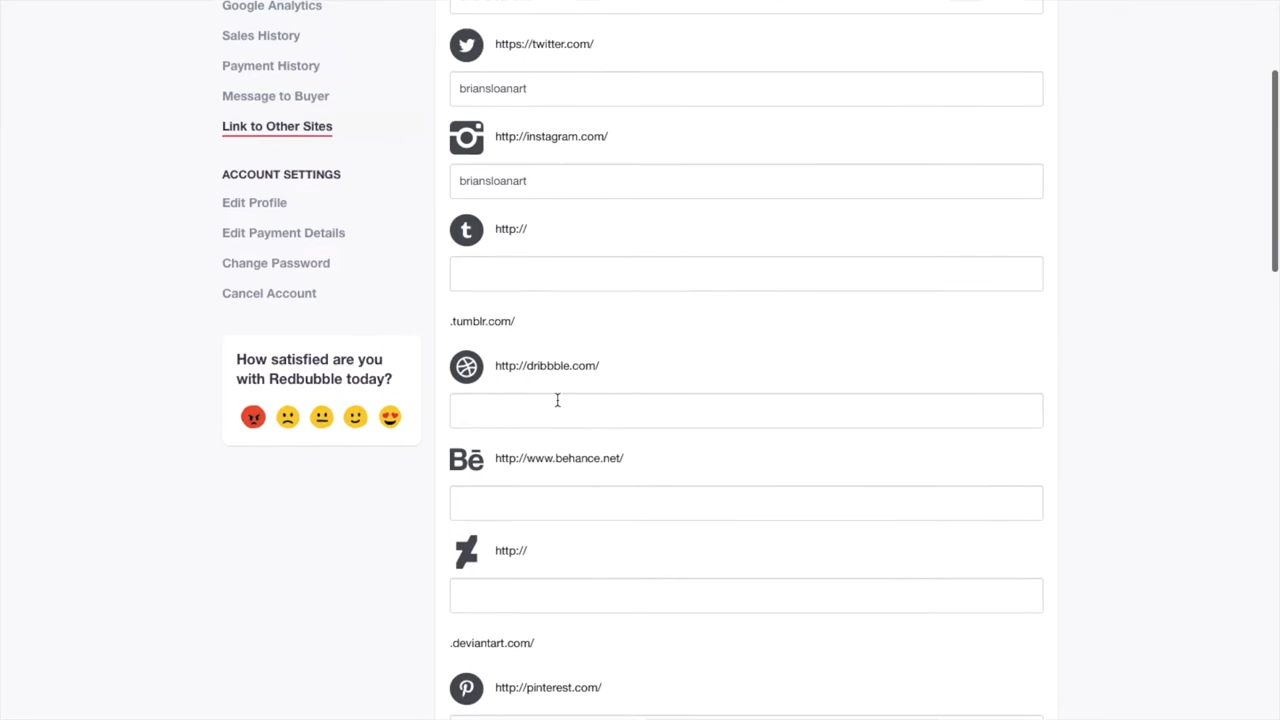 Google Analytics
Sales History
Payment History
Message to Buyer
Link to Other Sites
ACCOUNT SETTINGS
Edit Profile
Edit Payment Details
Change Password
Cancel Account
How satisfied are you
with Redbubble today?
https://twitter.com/
briansloanart
http://instagram.com/
briansloanart
t http://
.tumblr.com/
http://dribbble.com/
Bē http://www.behance.net/
http://
.deviantart.com/
http://pinterest.com/